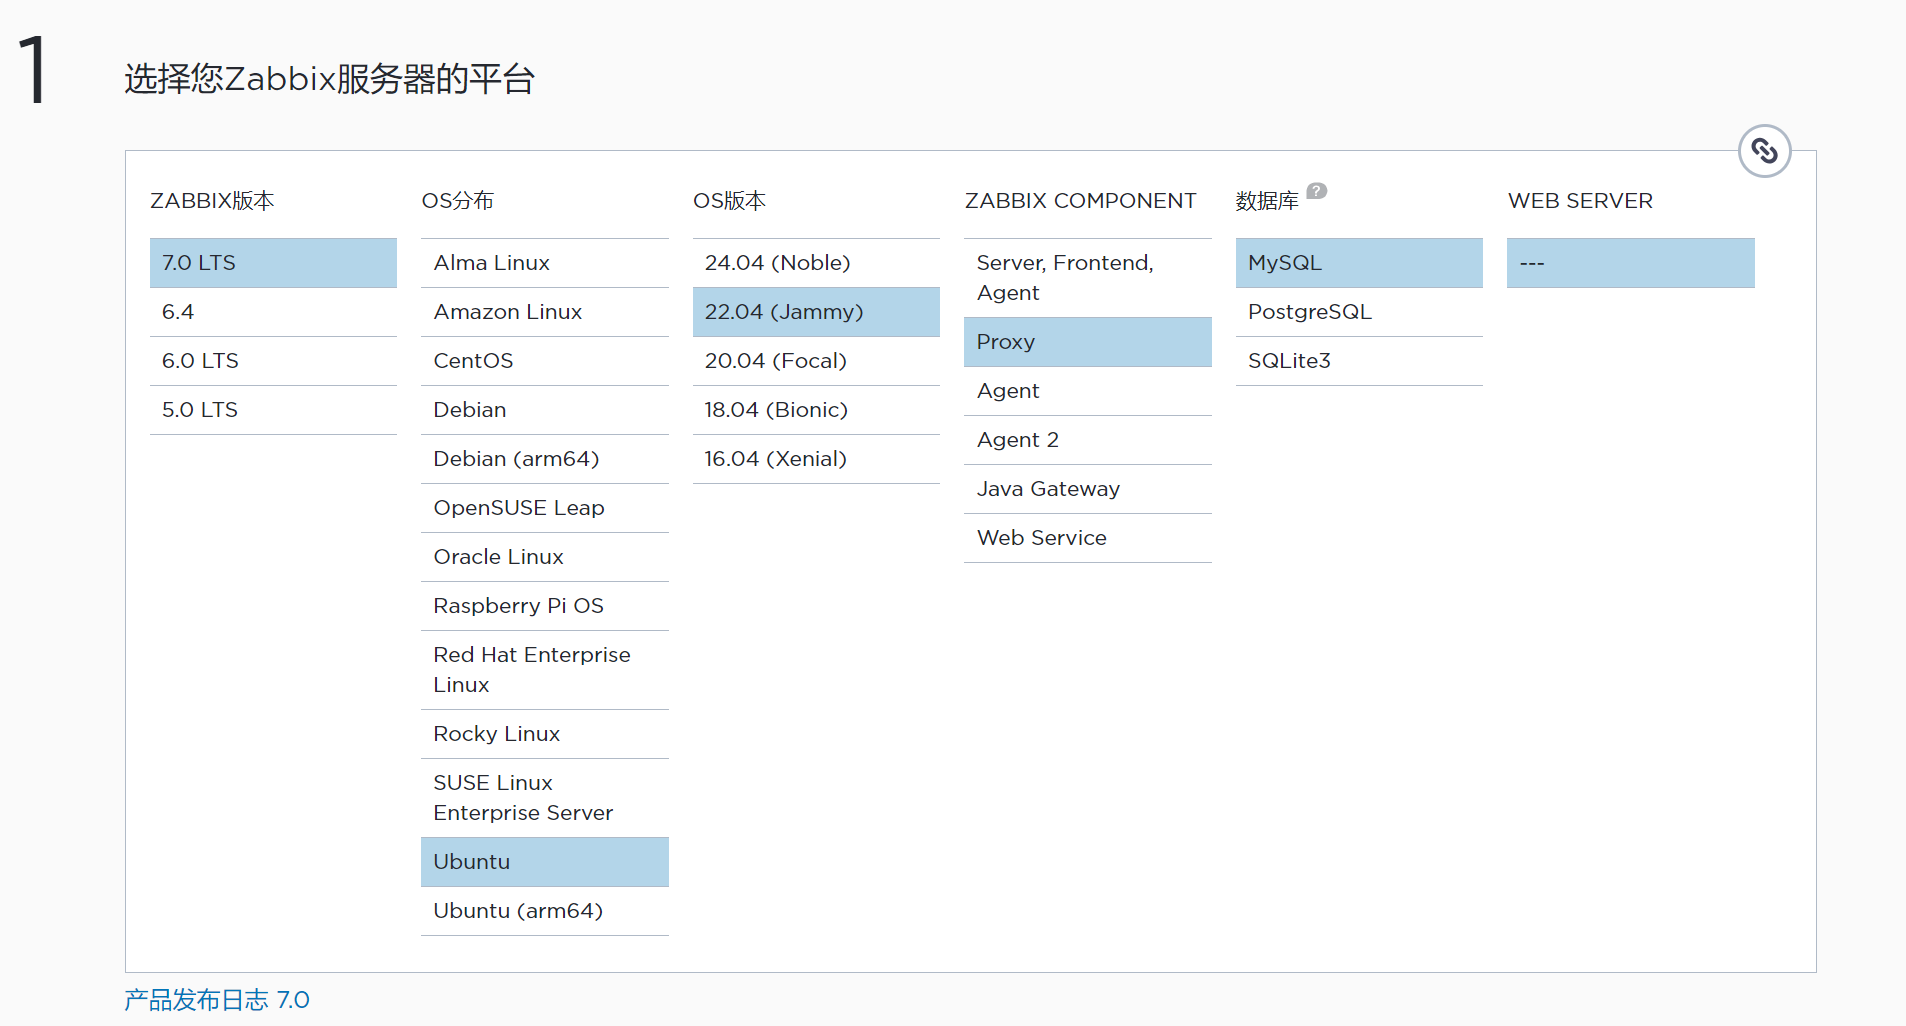 1
选择您Zabbix服务器的平台
ZABBIX版本
7.0 LTS
6.4
6.0 LTS
5.0 LTS
OS分布
Alma Linux
Amazon Linux
CentOS
Debian
Debian (arm64)
OpenSUSE Leap
Oracle Linux
Raspberry Pi OS
Red Hat Enterprise
Linux
Rocky Linux
SUSE Linux
Enterprise Server
Ubuntu
Ubuntu (arm64)
OS版本
24.04 (Noble)
22.04 (Jammy)
20.04 (Focal)
18.04 (Bionic)
16.04 (Xenial)
ZABBIX COMPONENT
Server, Frontend,
Agent
Proxy
Agent
Agent 2
Java Gateway
Web Service
数据库 ?
MySQL
PostgreSQL
SQLite3
WEB SERVER
---
产品发布日志 7.0